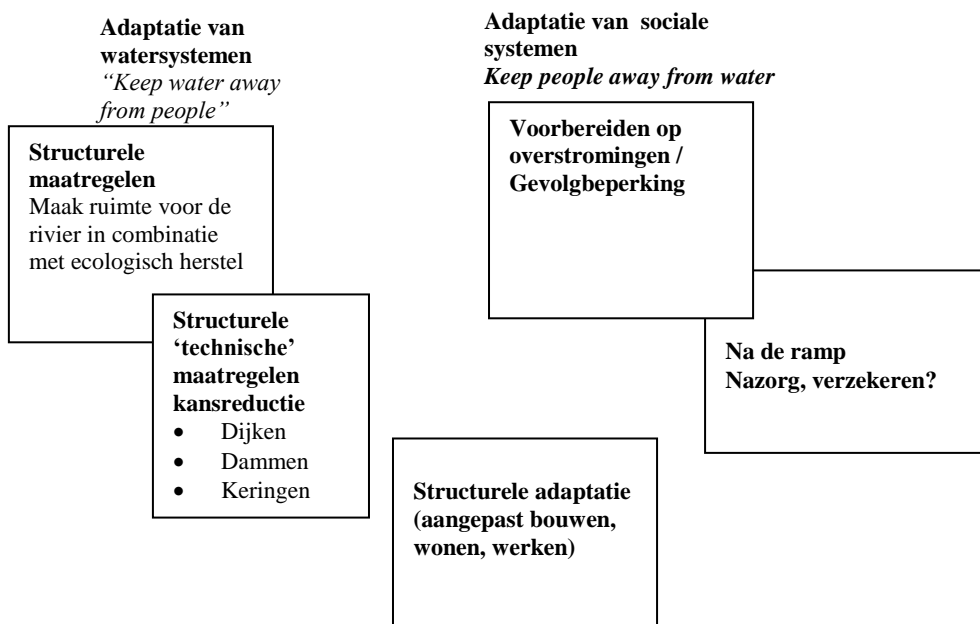 Adaptatie van
watersystemen
“Keep water away
from people”
Structurele
maatregelen
Maak ruimte voor de
rivier in combinatie
met ecologisch herstel
Structurele
‘technische’
maatregelen
kansreductie
• Dijken
• Dammen
• Keringen
Structurele adaptatie
(aangepast bouwen,
wonen, werken)
Adaptatie van sociale
systemen
Keep people away from water
Voorbereiden op
overstromingen /
Gevolgbeperking
Na de ramp
Nazorg, verzekeren?